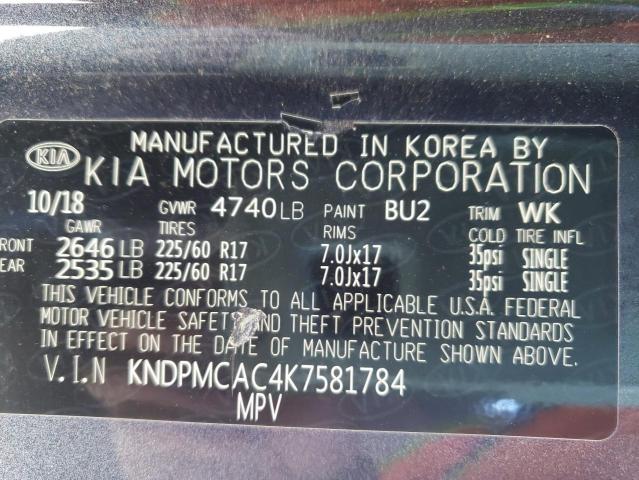 MANUFACTURED IN KOREA BY
KIA KIA MOTORS CORPORATION
10/18 GVWR 4740 LB PAINT BU2 TRIM WK
GAWR TIRES RIMS COLD TIRE INFL
FRONT 2646 LB 225/60 R17 7.0Jx17 35psi SINGLE
EAR 2535 LB 225/60 R17 7.0Jx17 35psi SINGLE
THIS VEHICLE CONFORMS TO ALL APPLICABLE U.S.A. FEDERAL
MOTOR VEHICLE SAFETY AND THEFT PREVENTION STANDARDS
IN EFFECT ON THE DATE OF MANUFACTURE SHOWN ABOVE.
V.I.N KNDPMCAC4K7581784
MPV